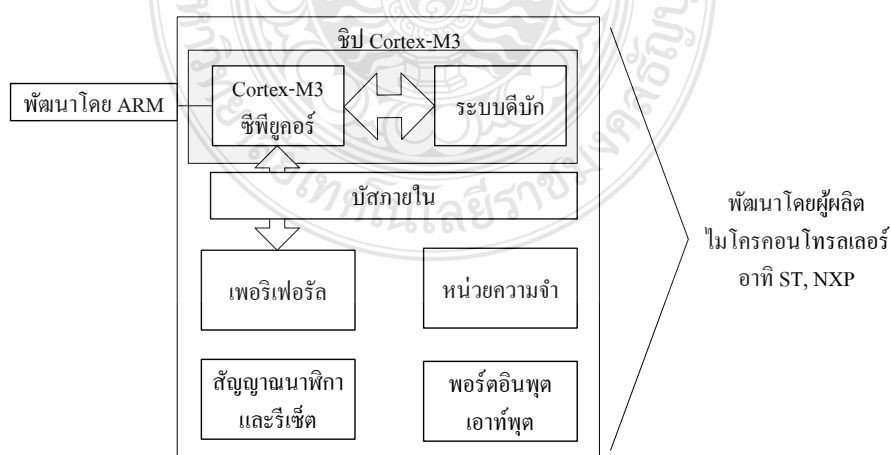 ชิป Cortex-M3
พัฒนาโดย ARM
Cortex-M3
ซีพียูคอร์
ระบบดีบัก
บัสภายใน
เพอริเฟอรัล
หน่วยความจำ
สัญญาณนาฬิกา
และรีเซ็ต
พอร์ตอินพุต
เอาท์พุต
พัฒนาโดยผู้ผลิต
ไมโครคอนโทรลเลอร์
อาทิ ST, NXP